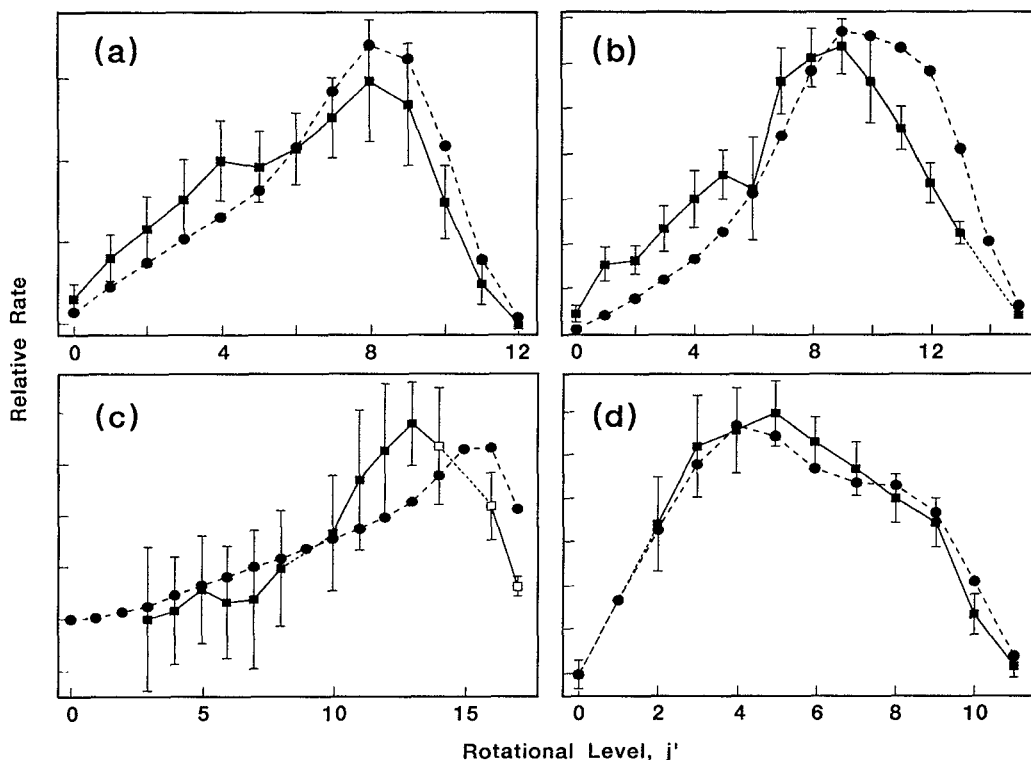 (a)
(b)
0 4 8 12
0 4 8 12
(c)
(d)
0 5 10 15
0 2 4 6 8 10
Relative Rate
Rotational Level, j'